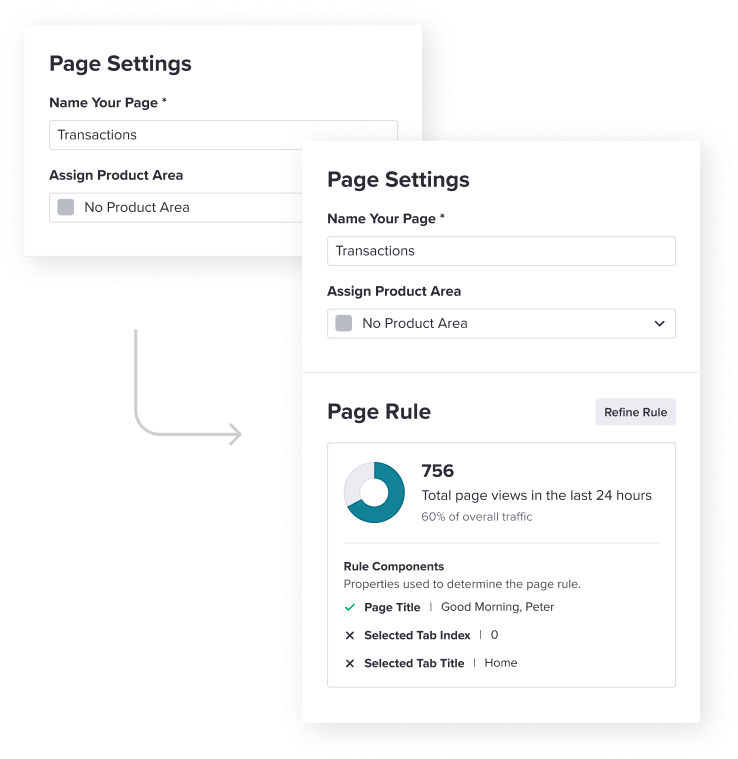 Page Settings
Name Your Page *
Transactions
Assign Product Area
No Product Area
Page Settings
Name Your Page *
Transactions
Assign Product Area
No Product Area
Page Rule
Refine Rule
756
Total page views in the last 24 hours
60% of overall traffic
Rule Components
Properties used to determine the page rule.
Page Title | Good Morning, Peter
Selected Tab Index | 0
Selected Tab Title | Home